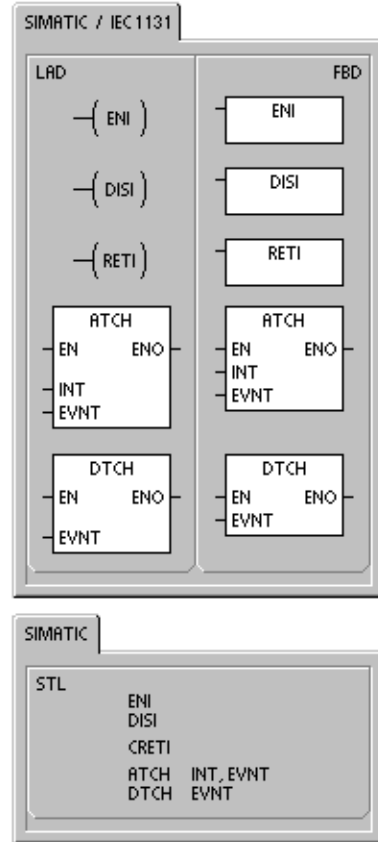 SIMATIC / IEC 1131
LAD
FBD
ENI
ENI
DISI
DISI
RETI
RETI
ATCH
EN ENO
INT
EVNT
ATCH
EN ENO
INT
EVNT
DTCH
EN ENO
EVNT
DTCH
EN ENO
EVNT
SIMATIC
STL
ENI
DISI
CRETI
ATCH INT, EVNT
DTCH EVNT